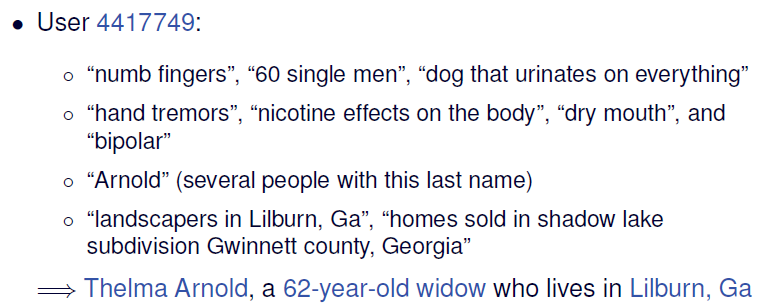 • User 4417749:
○ “numb fingers”, “60 single men”, “dog that urinates on everything”
○ “hand tremors”, “nicotine effects on the body”, “dry mouth”, and
“bipolar”
○ “Arnold” (several people with this last name)
○ “landscapers in Lilburn, Ga”, “homes sold in shadow lake
subdivision Gwinnett county, Georgia”
⟹ Thelma Arnold, a 62-year-old widow who lives in Lilburn, Ga